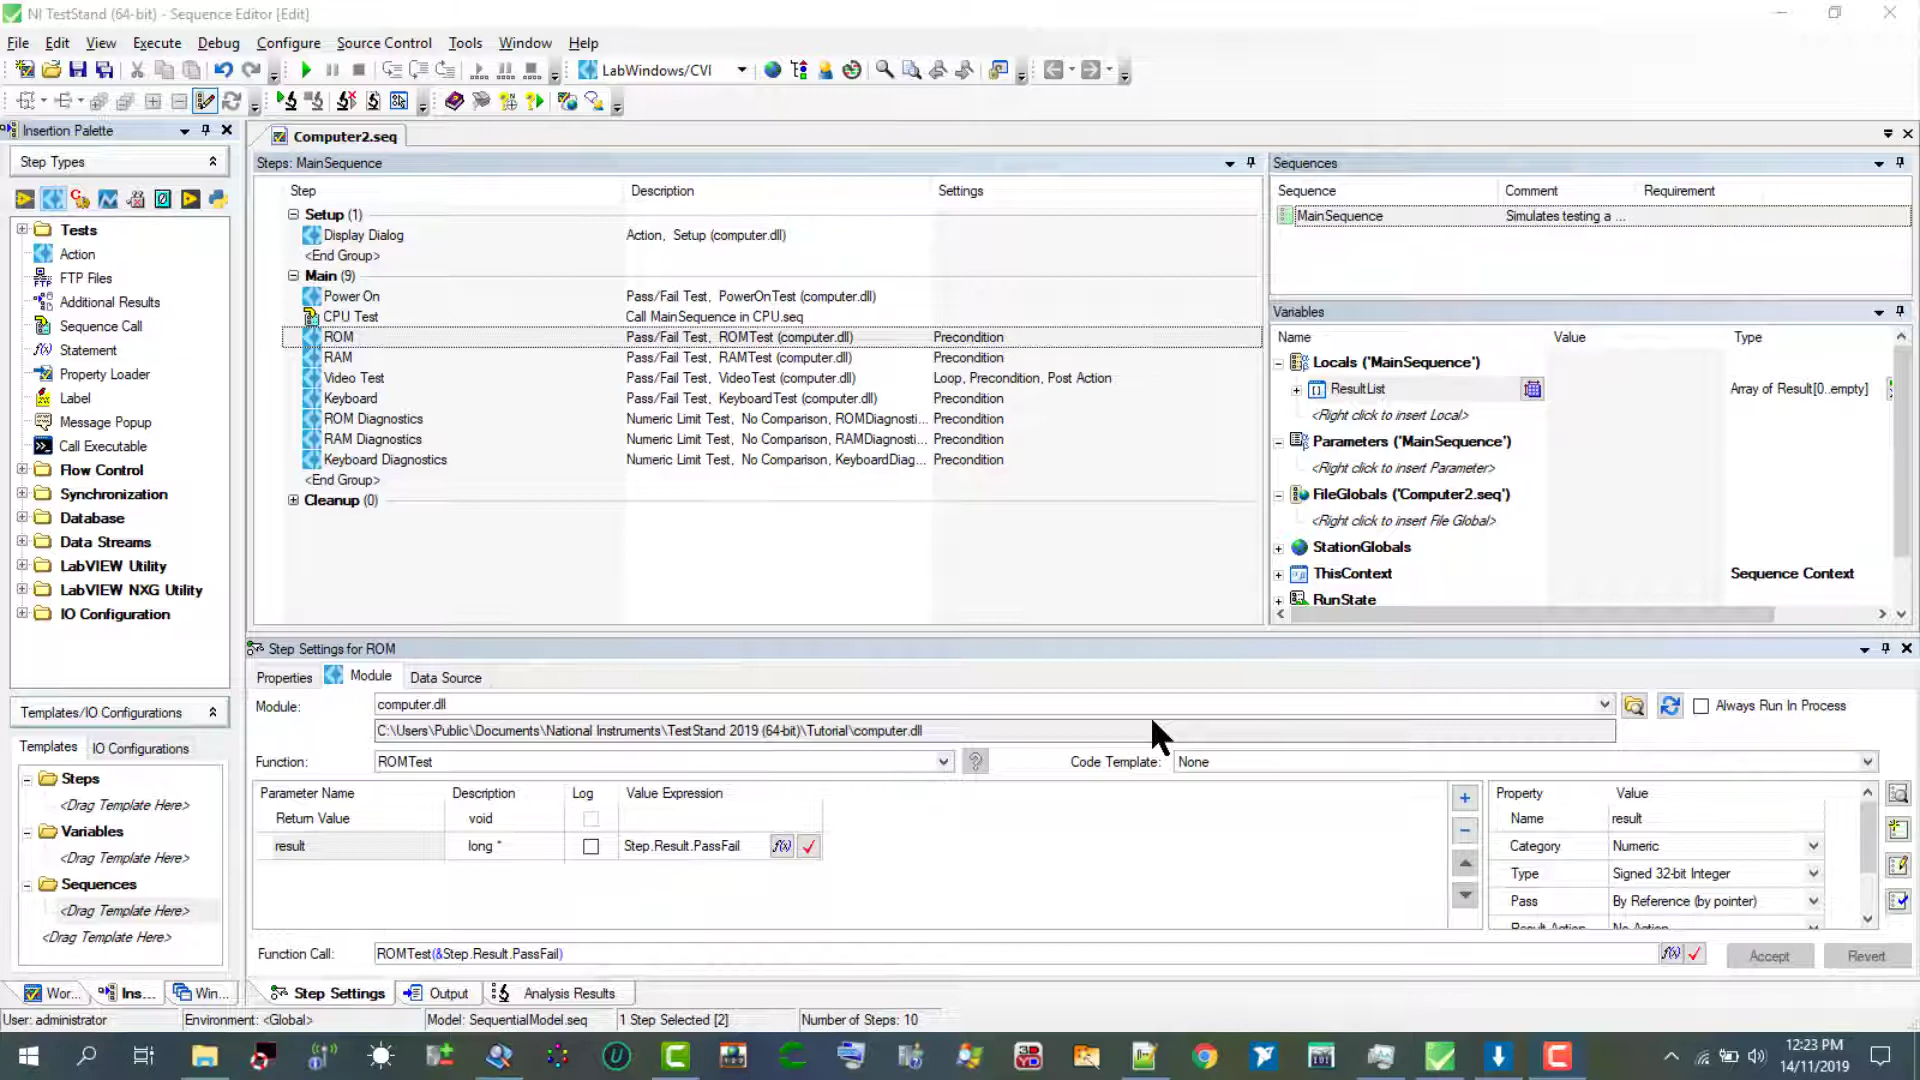 NI TestStand (64-bit) - Sequence Editor [Edit]
File Edit View Execute Debug Configure Source Control Tools Window Help
LabWindows/CVI
Insertion Palette
Step Types
Tests
Action
FTP Files
Additional Results
Sequence Call
Statement
Property Loader
Label
Message Popup
Call Executable
Flow Control
Synchronization
Database
Data Streams
LabVIEW Utility
LabVIEW NXG Utility
IO Configuration
Templates/IO Configurations
Templates IO Configurations
Steps
<Drag Template Here>
Variables
<Drag Template Here>
Sequences
<Drag Template Here>
<Drag Template Here>
Wor... Ins... Win...
Computer2.seq
Steps: MainSequence
Step Description Settings
Setup (1)
Display Dialog Action, Setup (computer.dll)
<End Group>
Main (9)
Power On Pass/Fail Test, PowerOnTest (computer.dll)
CPU Test Call MainSequence in CPU.seq
ROM Pass/Fail Test, ROMTest (computer.dll) Precondition
RAM Pass/Fail Test, RAMTest (computer.dll) Precondition
Video Test Pass/Fail Test, VideoTest (computer.dll) Loop, Precondition, Post Action
Keyboard Pass/Fail Test, KeyboardTest (computer.dll) Precondition
ROM Diagnostics Numeric Limit Test, No Comparison, ROMDiagnosti... Precondition
RAM Diagnostics Numeric Limit Test, No Comparison, RAMDiagnosti... Precondition
Keyboard Diagnostics Numeric Limit Test, No Comparison, KeyboardDiag... Precondition
<End Group>
Cleanup (0)
Sequences
Sequence Comment Requirement
MainSequence Simulates testing a ...
Variables
Name Value Type
Locals ('MainSequence')
ResultList Array of Result[0..empty]
<Right click to insert Local>
Parameters ('MainSequence')
<Right click to insert Parameter>
FileGlobals ('Computer2.seq')
<Right click to insert File Global>
StationGlobals
ThisContext Sequence Context
RunState
Step Settings for ROM
Properties Module Data Source
Module: computer.dll Always Run In Process
C:\Users\Public\Documents\National Instruments\TestStand 2019 (64-bit)\Tutorial\computer.dll
Function: ROMTest Code Template: None
Parameter Name Description Log Value Expression
Return Value void
result long * Step.Result.PassFail f(x)
Property Value
Name result
Category Numeric
Type Signed 32-bit Integer
Pass By Reference (by pointer)
Result Action No Action
Function Call: ROMTest(&Step.Result.PassFail) f(x) Accept Revert
Step Settings Output Analysis Results
User: administrator Environment: <Global> Model: SequentialModel.seq 1 Step Selected [2] Number of Steps: 10
12:23 PM
14/11/2019